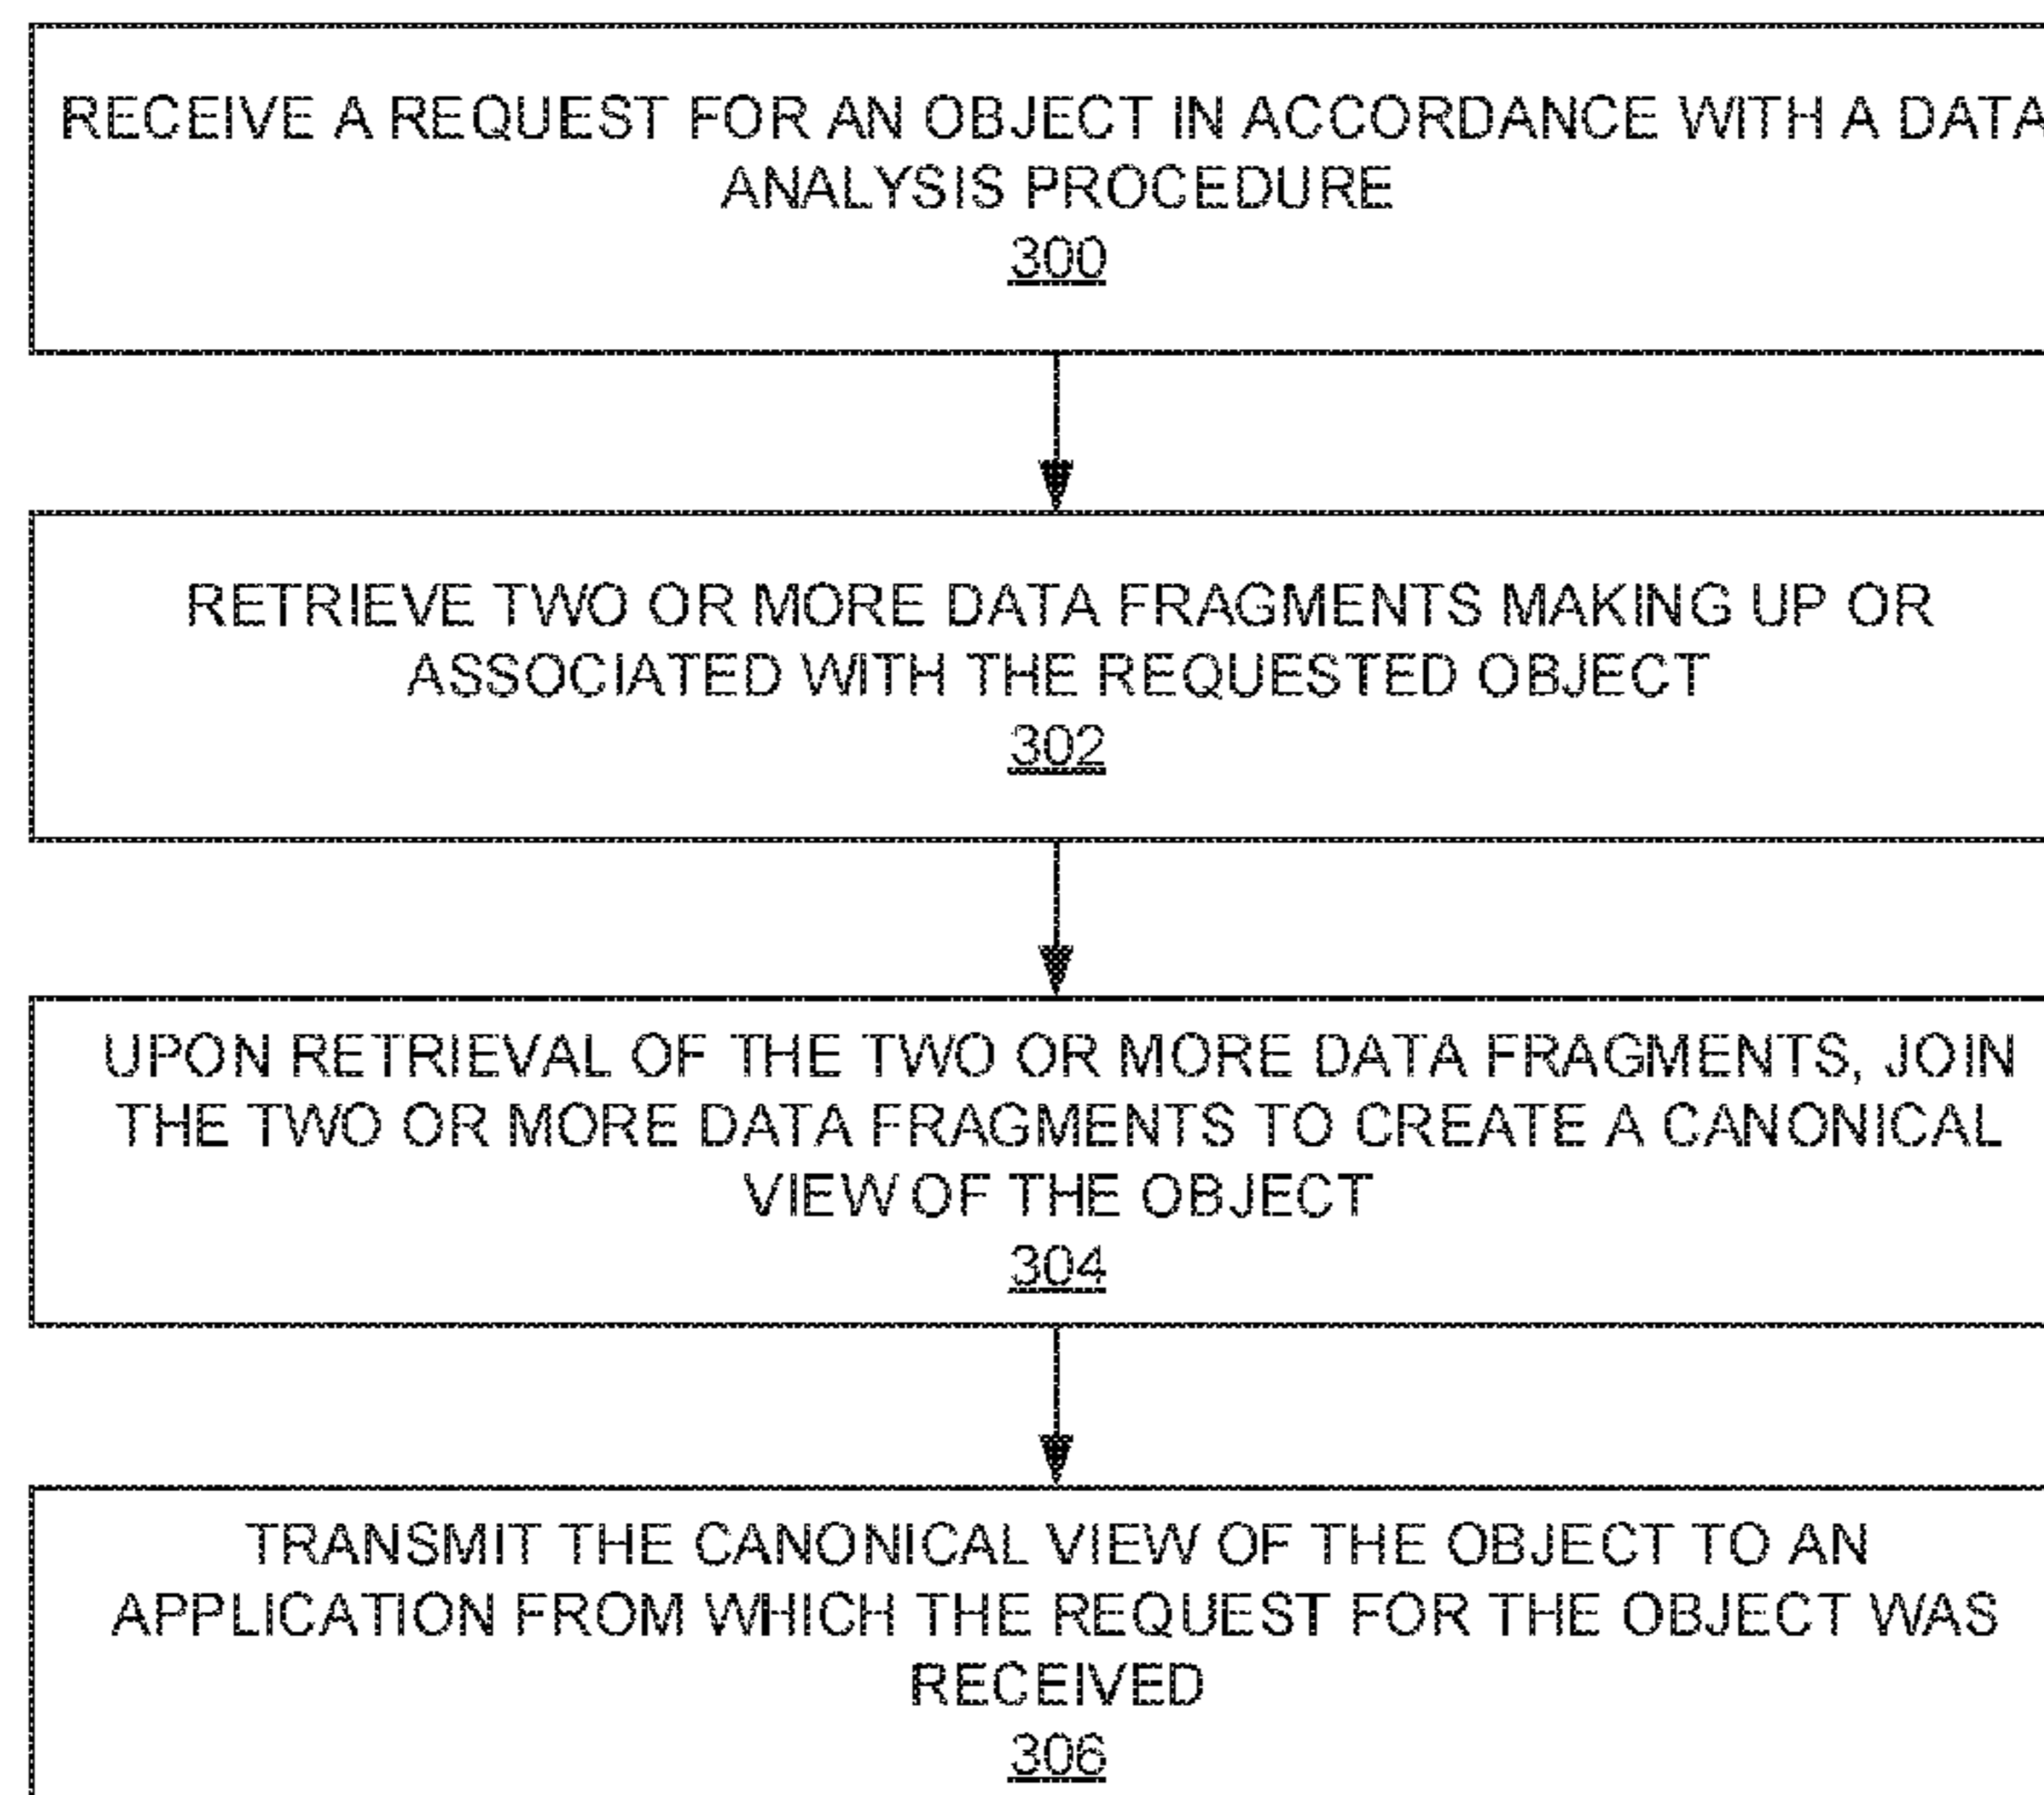 RECEIVE A REQUEST FOR AN OBJECT IN ACCORDANCE WITH A DATA
ANALYSIS PROCEDURE
300
RETRIEVE TWO OR MORE DATA FRAGMENTS MAKING UP OR
ASSOCIATED WITH THE REQUESTED OBJECT
302
UPON RETRIEVAL OF THE TWO OR MORE DATA FRAGMENTS, JOIN
THE TWO OR MORE DATA FRAGMENTS TO CREATE A CANONICAL
VIEW OF THE OBJECT
304
TRANSMIT THE CANONICAL VIEW OF THE OBJECT TO AN
APPLICATION FROM WHICH THE REQUEST FOR THE OBJECT WAS
RECEIVED
306